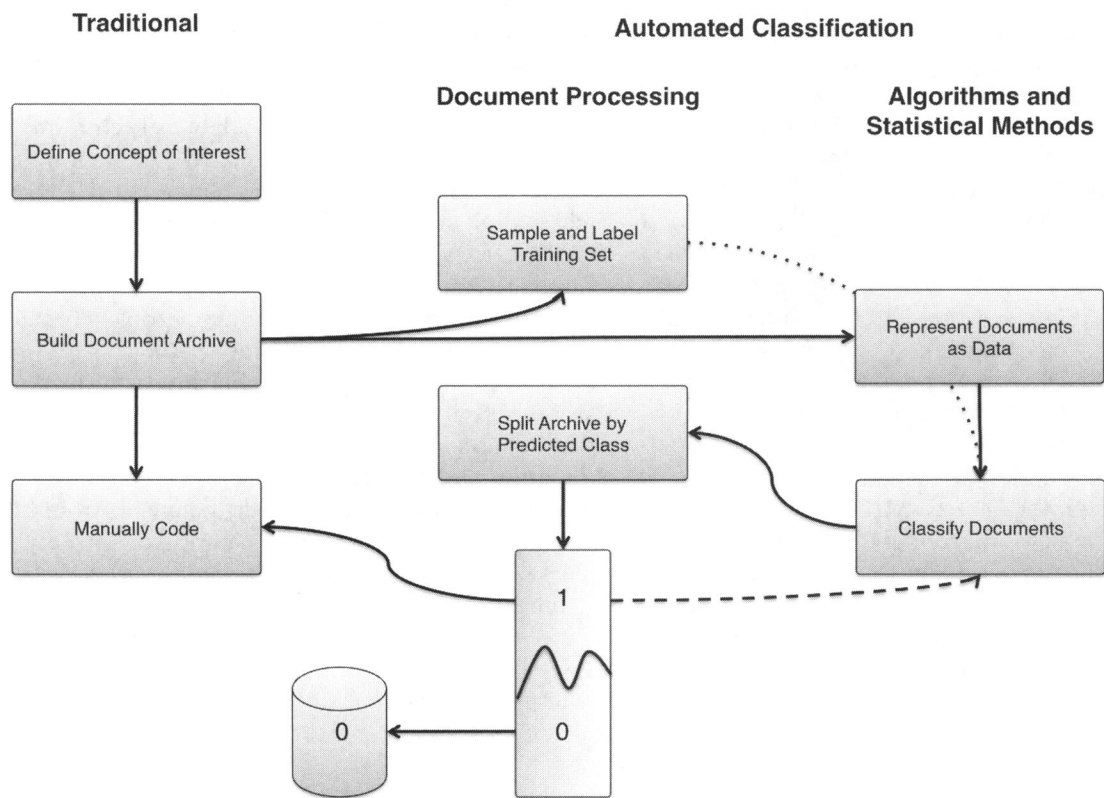 Traditional
Automated Classification
Document Processing
Algorithms and
Statistical Methods
Define Concept of Interest
Sample and Label
Training Set
Build Document Archive
Represent Documents
as Data
Split Archive by
Predicted Class
Manually Code
Classify Documents
1
0
0